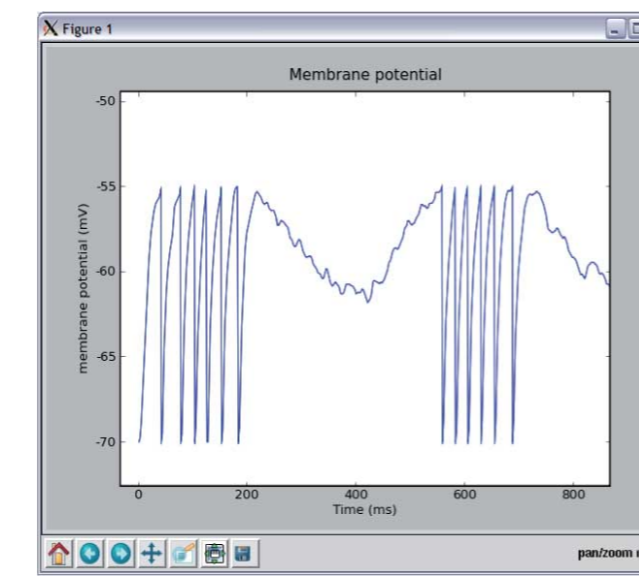 Figure 1
Membrane potential
-50
-55
-60
-65
-70
membrane potential (mV)
0 200 400 600 800
Time (ms)
pan/zoom